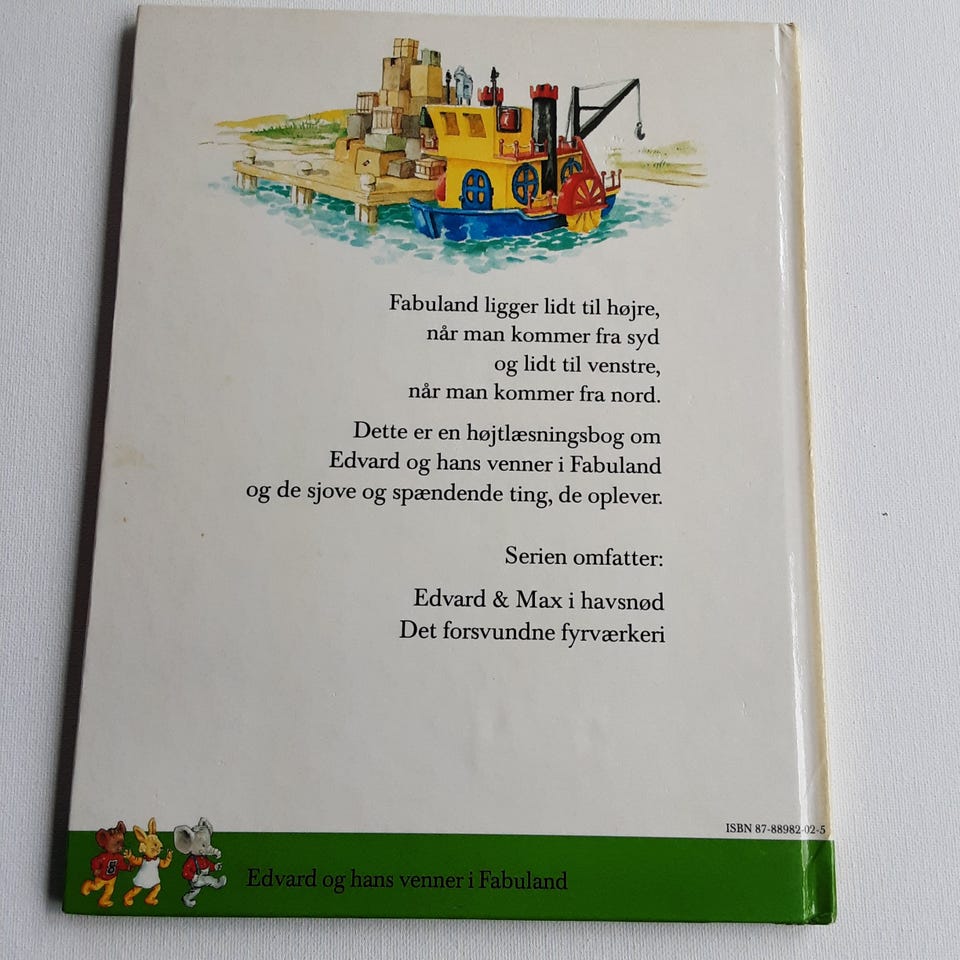 Fabuland ligger lidt til højre,
når man kommer fra syd
og lidt til venstre,
når man kommer fra nord.
Dette er en højtlæsningsbog om
Edvard og hans venner i Fabuland
og de sjove og spændende ting, de oplever.
Serien omfatter:
Edvard & Max i havsnød
Det forsvundne fyrværkeri
ISBN 87-88982-02-5
Edvard og hans venner i Fabuland